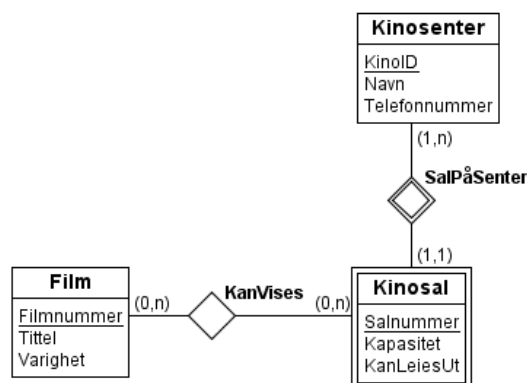 Kinosenter
KinoID
Navn
Telefonnummer
(1,n)
SalPåSenter
(1,1)
Film
Filmnummer
Tittel
Varighet
(0,n)
KanVises
(0,n)
Kinosal
Salnummer
Kapasitet
KanLeiesUt